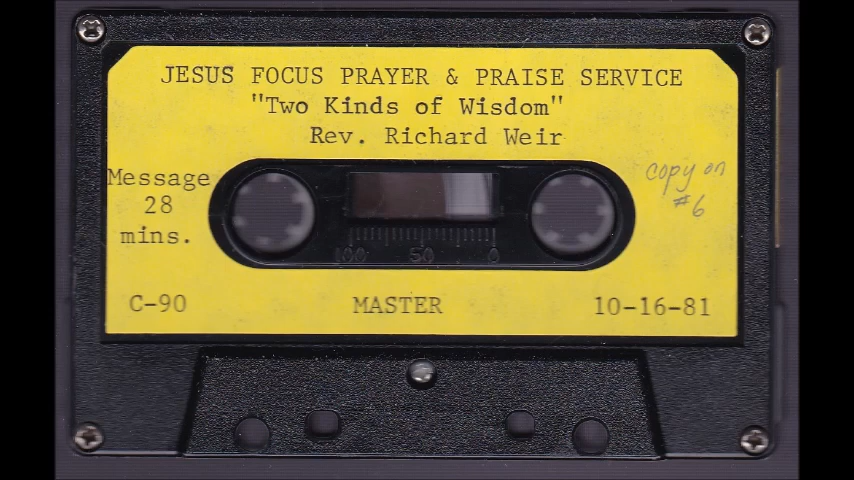 JESUS FOCUS PRAYER & PRAISE SERVICE
"Two Kinds of Wisdom"
Rev. Richard Weir
Message
28
mins.
copy on
#6
100 50 0
C-90 MASTER 10-16-81